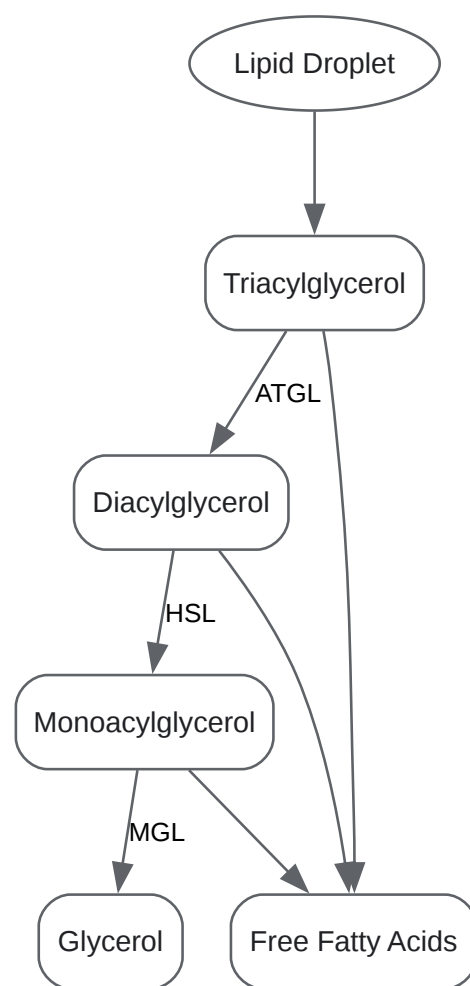 Lipid Droplet
Triacylglycerol
ATGL
Diacylglycerol
HSL
Monoacylglycerol
MGL
Glycerol
Free Fatty Acids